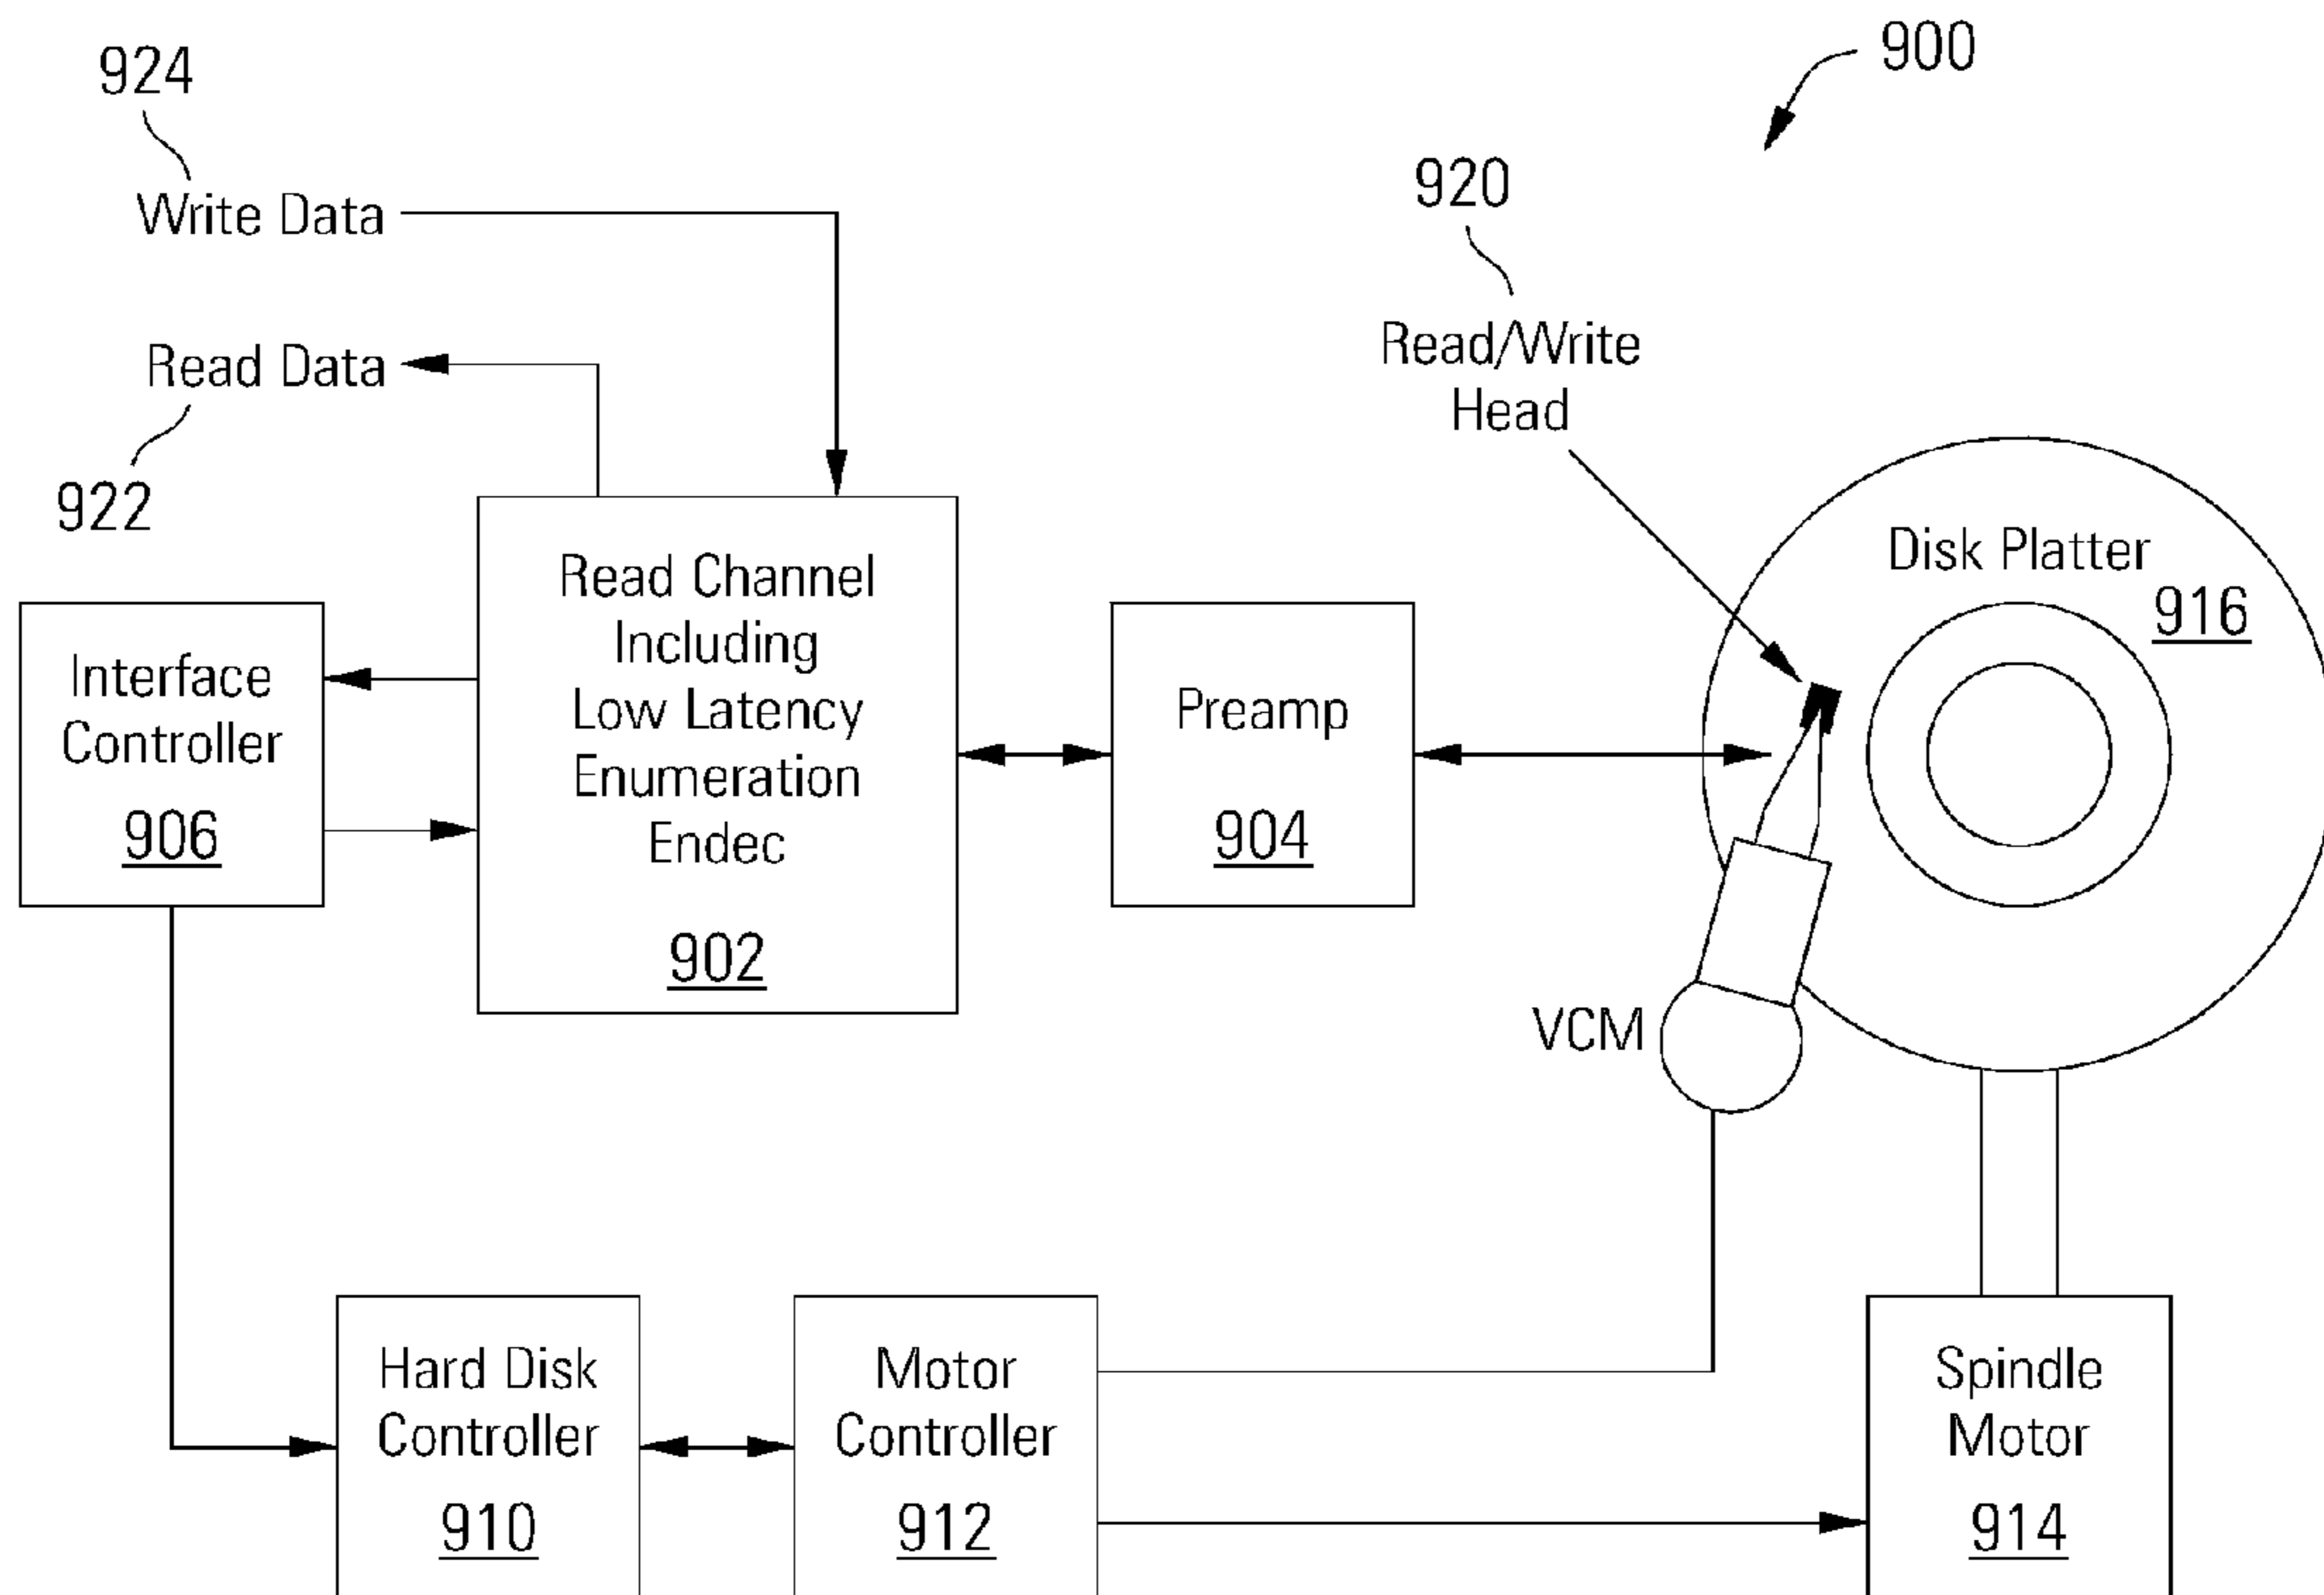 900
924
Write Data
920
Read/Write
Head
Read Data
922
Disk Platter
916
Read Channel
Including
Low Latency
Enumeration
Endec
902
Interface
Controller
906
Preamp
904
VCM
Hard Disk
Controller
910
Motor
Controller
912
Spindle
Motor
914